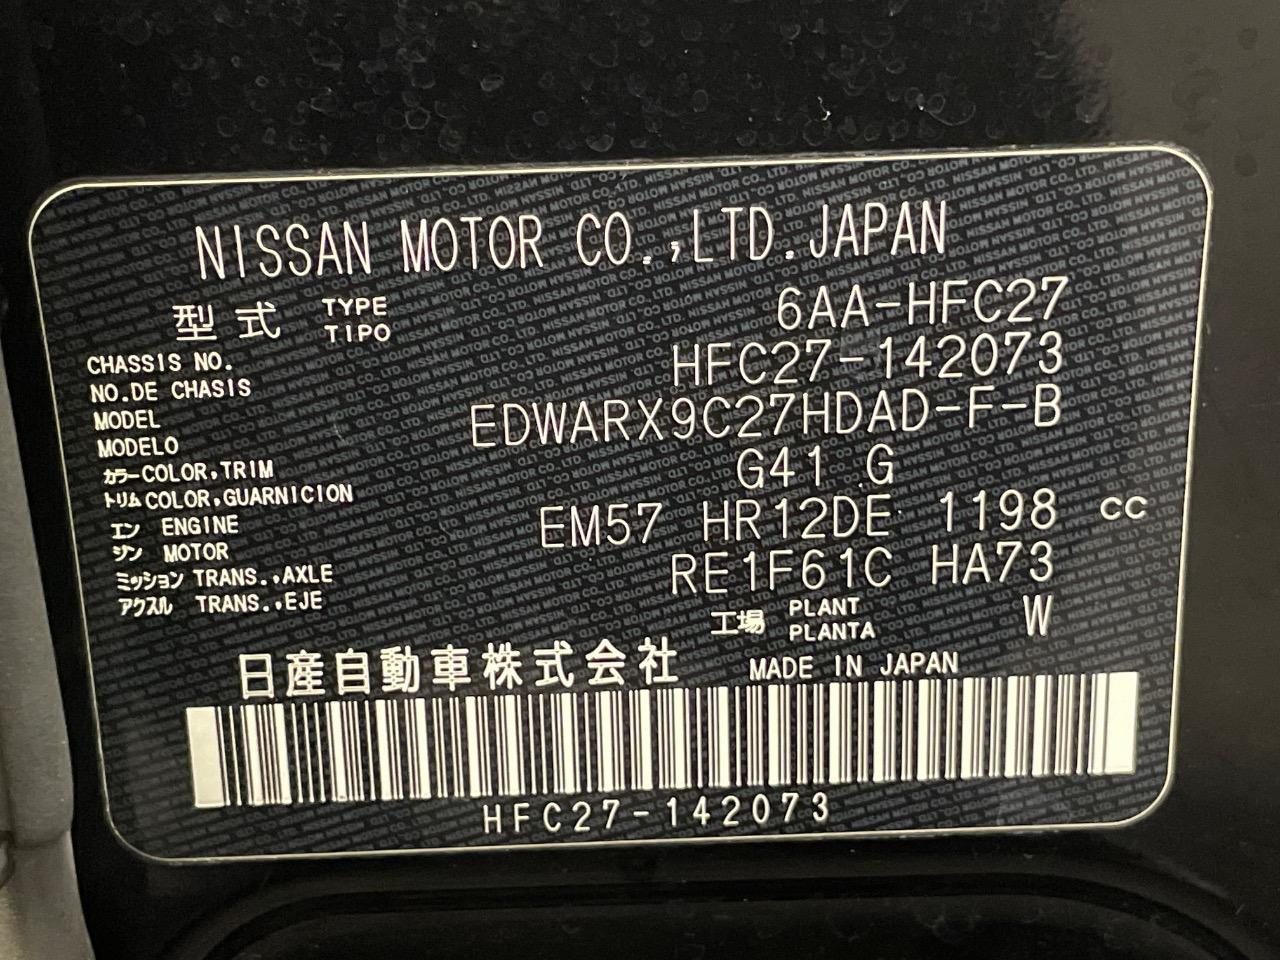 NISSAN MOTOR CO.,LTD.JAPAN
型式 TYPE TIPO 6AA-HFC27
CHASSIS NO. HFC27-142073
NO.DE CHASIS
MODEL EDWARX9C27HDAD-F-B
MODELO
カラー COLOR,TRIM G41 G
トリム COLOR,GUARNICION
エン ENGINE EM57 HR12DE 1198 cc
ジン MOTOR
ミッション TRANS.,AXLE RE1F61C HA73
アクスル TRANS.,EJE
工場 PLANT PLANTA W
日産自動車株式会社 MADE IN JAPAN
HFC27-142073